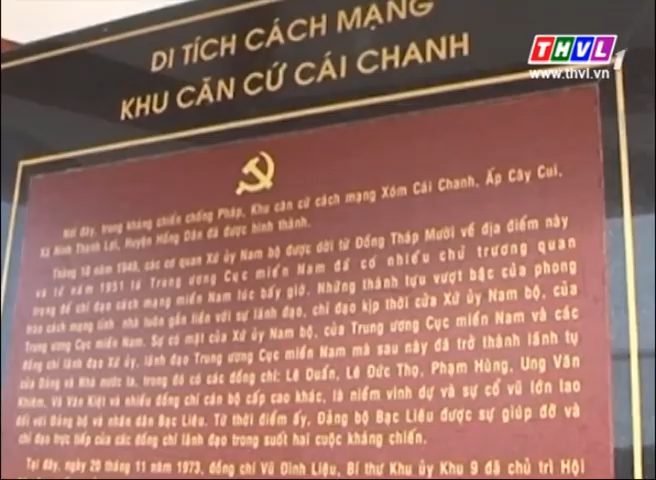 DI TÍCH CÁCH MẠNG
KHU CĂN CỨ CÁI CHANH
THVL1
www.thvl.vn
Nơi đây, trong kháng chiến chống Pháp, Khu căn cứ cách mạng Xóm Cái Chanh, Ấp Cây Cui,
Xã Ninh Thạnh Lợi, Huyện Hồng Dân đã được hình thành.
Tháng 10 năm 1949, các cơ quan Xứ ủy Nam bộ được dời từ Đồng Tháp Mười về địa điểm này
và từ năm 1951 là Trung ương Cục miền Nam để có nhiều chủ trương quan
trọng để chỉ đạo cách mạng miền Nam lúc bấy giờ. Những thành tựu vượt bậc của phong
trào cách mạng tỉnh nhà luôn gắn liền với sự lãnh đạo, chỉ đạo kịp thời của Xứ ủy Nam bộ, của
Trung ương Cục miền Nam. Sự có mặt của Xứ ủy Nam bộ, của Trung ương Cục miền Nam và các
đồng chí lãnh đạo Xứ ủy, lãnh đạo Trung ương Cục miền Nam mà sau này đã trở thành lãnh tụ
của Đảng và Nhà nước ta, trong đó có các đồng chí: Lê Duẩn, Lê Đức Thọ, Phạm Hùng, Ung Văn
Khiêm, Võ Văn Kiệt và nhiều đồng chí cán bộ cấp cao khác, là niềm vinh dự và sự cổ vũ lớn lao
đối với Đảng bộ và nhân dân Bạc Liêu. Từ thời điểm ấy, Đảng bộ Bạc Liêu được sự giúp đỡ và
chỉ đạo trực tiếp của các đồng chí lãnh đạo trong suốt hai cuộc kháng chiến.
Tại đây, ngày 20 tháng 11 năm 1973, đồng chí Vũ Đình Liệu, Bí thư Khu ủy Khu 9 đã chủ trì Hội